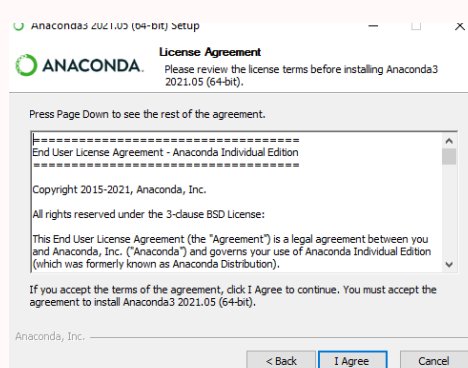 Anaconda3 2021.05 (64-bit) Setup
License Agreement
ANACONDA.
Please review the license terms before installing Anaconda3
2021.05 (64-bit).
Press Page Down to see the rest of the agreement.
===================================
End User License Agreement - Anaconda Individual Edition
===================================
Copyright 2015-2021, Anaconda, Inc.
All rights reserved under the 3-clause BSD License:
This End User License Agreement (the "Agreement") is a legal agreement between you
and Anaconda, Inc. ("Anaconda") and governs your use of Anaconda Individual Edition
(which was formerly known as Anaconda Distribution).
If you accept the terms of the agreement, click I Agree to continue. You must accept the
agreement to install Anaconda3 2021.05 (64-bit).
Anaconda, Inc.
< Back I Agree Cancel